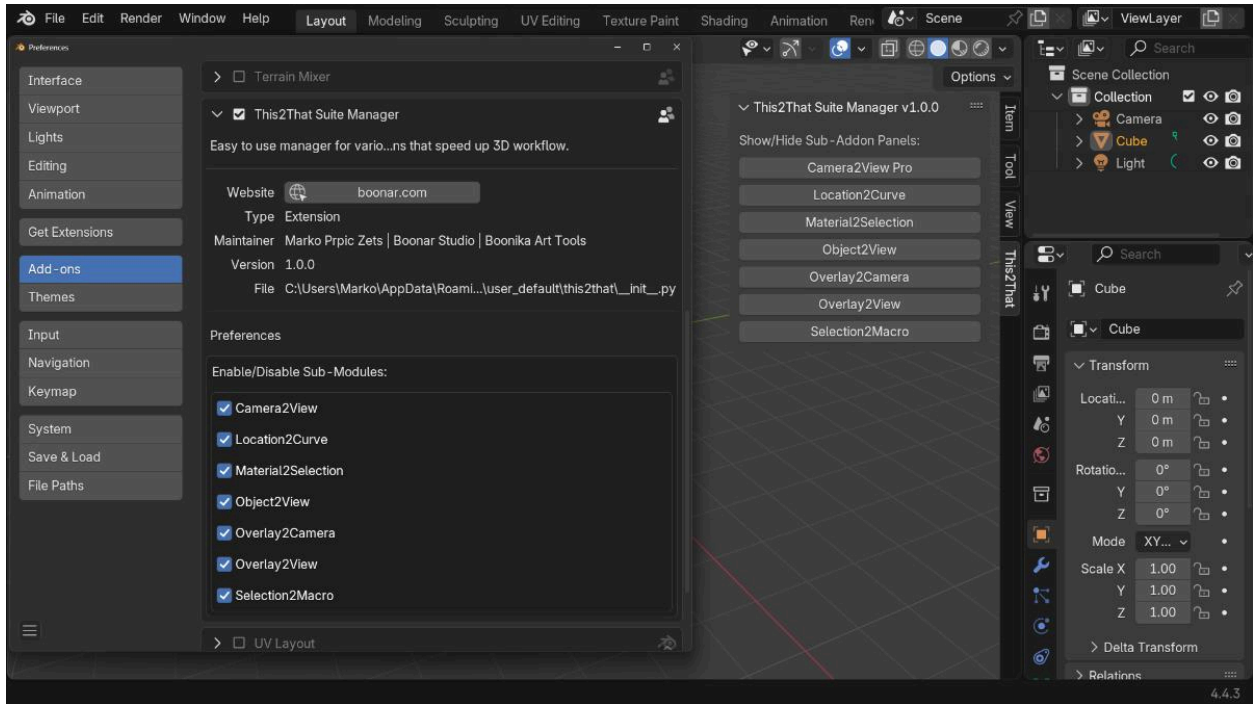 File Edit Render Window Help Layout Modeling Sculpting UV Editing Texture Paint Shading Animation Scene ViewLayer
Preferences
Interface
Viewport
Lights
Editing
Animation
Get Extensions
Add-ons
Themes
Input
Navigation
Keymap
System
Save & Load
File Paths
Terrain Mixer
This2That Suite Manager
Easy to use manager for vario...ns that speed up 3D workflow.
Website boonar.com
Type Extension
Maintainer Marko Prpic Zets | Boonar Studio | Boonika Art Tools
Version 1.0.0
File C:\Users\Marko\AppData\Roami...\user_default\this2that\__init__.py
Preferences
Enable/Disable Sub-Modules:
Camera2View
Location2Curve
Material2Selection
Object2View
Overlay2Camera
Overlay2View
Selection2Macro
UV Layout
Options
This2That Suite Manager v1.0.0
Show/Hide Sub-Addon Panels:
Camera2View Pro
Location2Curve
Material2Selection
Object2View
Overlay2Camera
Overlay2View
Selection2Macro
Item
Tool
View
This2That
Search
Scene Collection
Collection
Camera
Cube
Light
Search
Cube
Cube
Transform
Locati... 0 m
Y 0 m
Z 0 m
Rotatio... 0°
Y 0°
Z 0°
Mode XY...
Scale X 1.00
Y 1.00
Z 1.00
Delta Transform
Relations
4.4.3